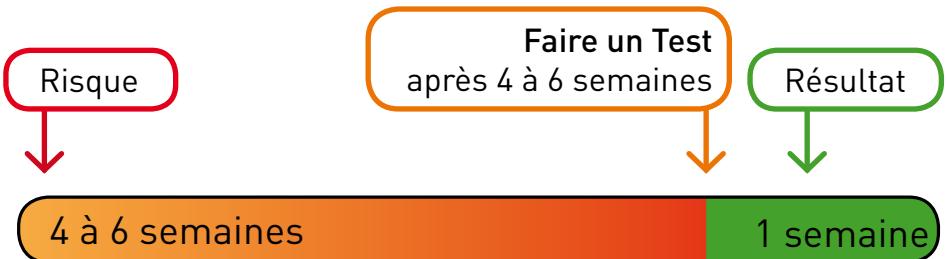 Risque
Faire un Test
après 4 à 6 semaines
Résultat
4 à 6 semaines
1 semaine